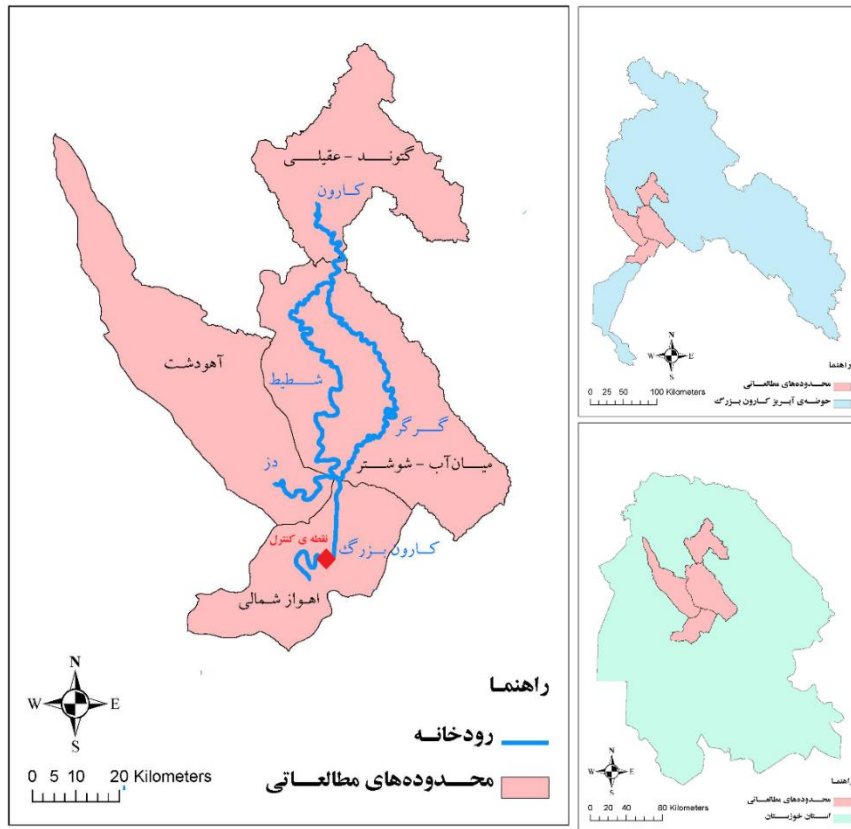 گتوند - عقیلی
کارون
آهودشت
شطیط
گرگر
دز
میان‌آب - شوشتر
نقطه ی کنترل
کارون بزرگ
اهواز شمالی
N
W E
S
راهنما
رودخانه
محدوده‌های مطالعاتی
0 5 10 20 Kilometers
N
W E
S
راهنما
محدوده‌های مطالعاتی
حوضه‌ی آبریز کارون بزرگ
0 25 50 100 Kilometers
N
W E
S
راهنما
محدوده‌های مطالعاتی
استان خوزستان
0 20 40 80 Kilometers